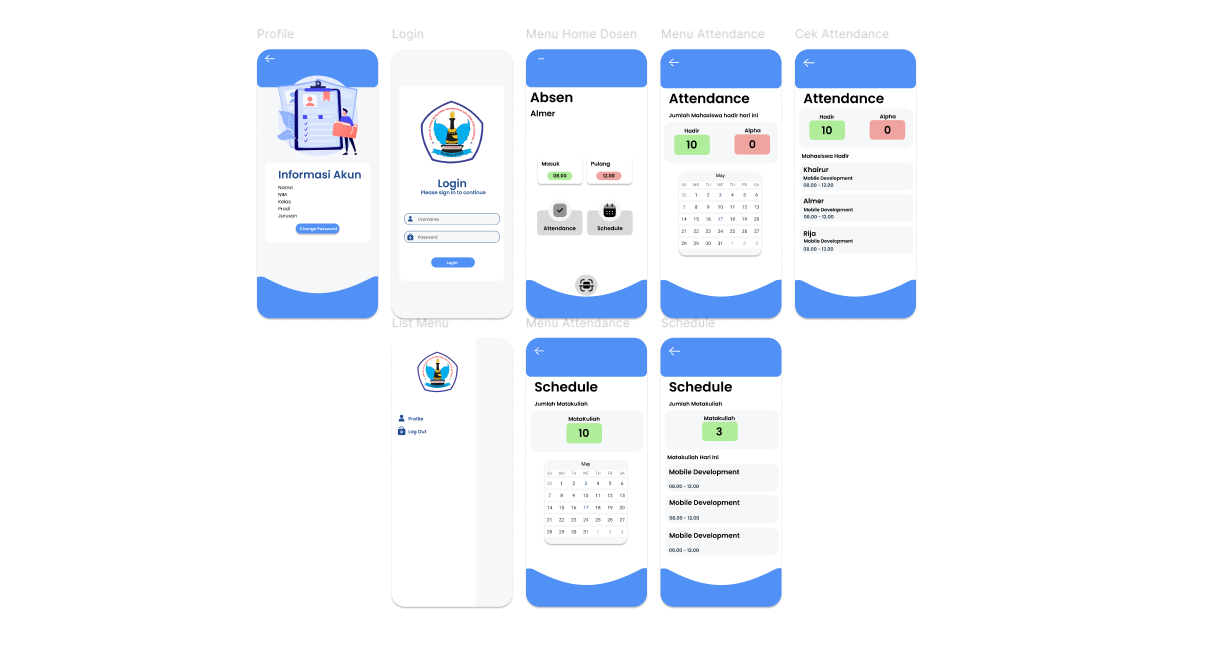 Profile
Informasi Akun
Nama
NIM
Kelas
Prodi
Jurusan
Change Password
Login
Login
Please sign in to continue
Username
Password
Login
Menu Home Dosen
Absen
Almer
Masuk
08.00
Pulang
12.00
Attendance
Schedule
Menu Attendance
Attendance
Jumlah Mahasiswa hadir hari ini
Hadir
10
Alpha
0
May
SU MO TU WE TH FR SA
30 1 2 3 4 5 6
7 8 9 10 11 12 13
14 15 16 17 18 19 20
21 22 23 24 25 26 27
28 29 30 31 1 2 3
Cek Attendance
Attendance
Hadir
10
Alpha
0
Mahasiswa Hadir
Khairur
Mobile Development
08.00 - 12.00
Almer
Mobile Development
08.00 - 12.00
Rija
Mobile Development
08.00 - 12.00
List Menu
Profile
Log Out
Menu Attendance
Schedule
Jumlah Matakuliah
MataKuliah
10
May
SU MO TU WE TH FR SA
30 1 2 3 4 5 6
7 8 9 10 11 12 13
14 15 16 17 18 19 20
21 22 23 24 25 26 27
28 29 30 31 1 2 3
Schedule
Schedule
Jumlah Matakuliah
Matakuliah
3
Matakuliah Hari Ini
Mobile Development
08.00 - 12.00
Mobile Development
08.00 - 12.00
Mobile Development
08.00 - 12.00